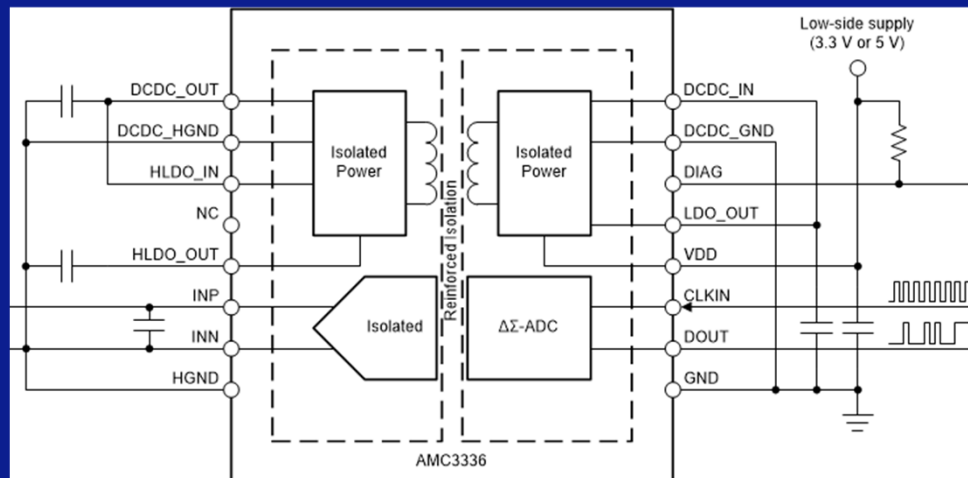 Low-side supply
(3.3 V or 5 V)
DCDC_OUT
DCDC_HGND
HLDO_IN
NC
HLDO_OUT
INP
INN
HGND
Isolated
Power
Reinforced Isolation
Isolated
Power
Isolated
ΔΣ-ADC
DCDC_IN
DCDC_GND
DIAG
LDO_OUT
VDD
CLKIN
DOUT
GND
AMC3336